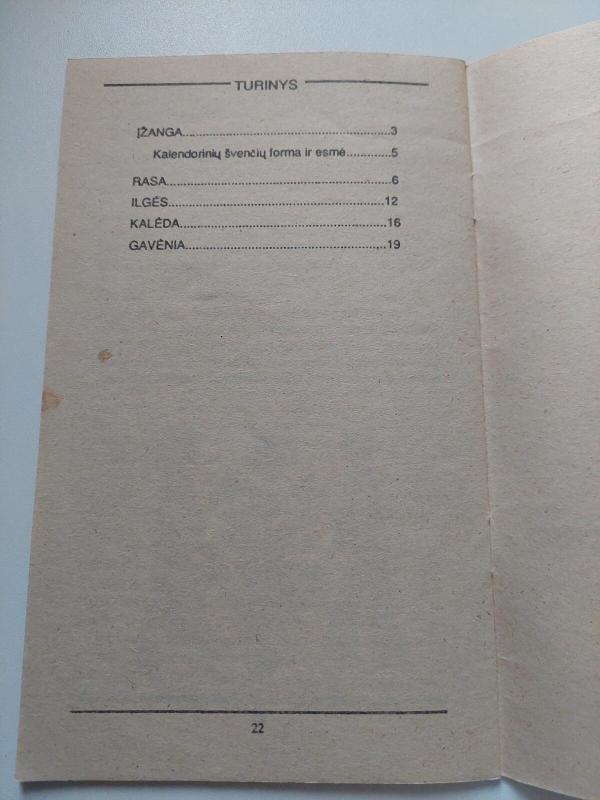 TURINYS
ĮŽANGA....................................................3
Kalendorinių švenčių forma ir esmė............5
RASA........................................................6
ILGĖS......................................................12
KALĖDA...................................................16
GAVĖNIA.................................................19
22